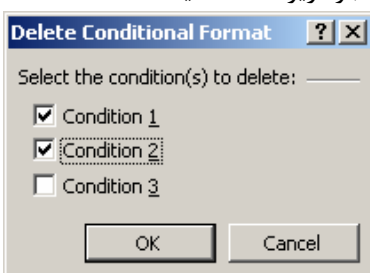 Delete Conditional Format
Select the condition(s) to delete:
Condition 1
Condition 2
Condition 3
OK Cancel